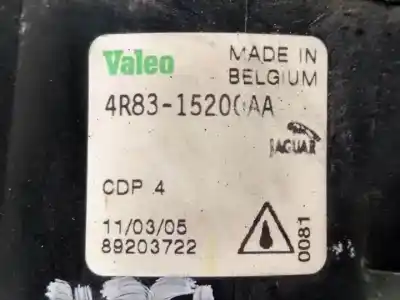 Valeo
MADE IN
BELGIUM
4R83-15200AA
JAGUAR
CDP 4
11/03/05
89203722
0081